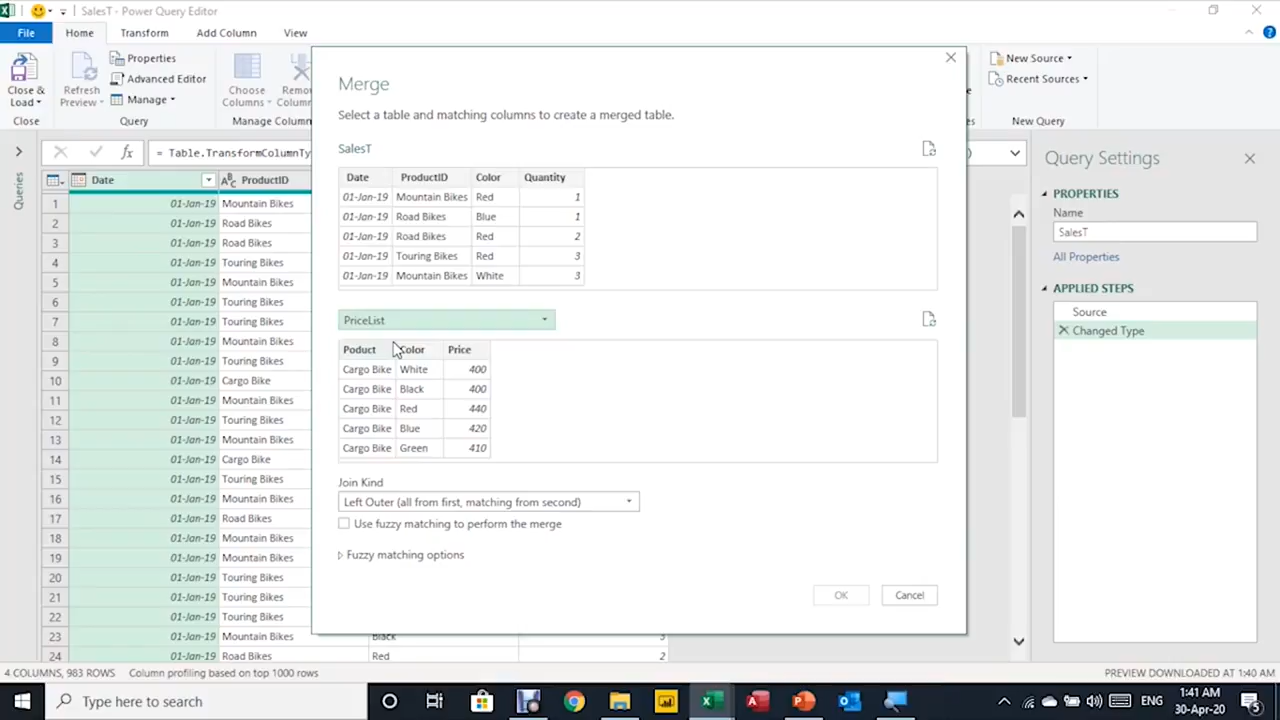 SalesT - Power Query Editor
File Home Transform Add Column View
Close & Load
Refresh Preview
Properties
Advanced Editor
Manage
Choose Columns
Remov
Column
New Source
Recent Sources
Close Query Manage Column New Query
Queries
fx = Table.TransformColumnTy
Date ABC ProductID
1 01-Jan-19 Mountain Bikes
2 01-Jan-19 Road Bikes
3 01-Jan-19 Road Bikes
4 01-Jan-19 Touring Bikes
5 01-Jan-19 Mountain Bikes
6 01-Jan-19 Touring Bikes
7 01-Jan-19 Touring Bikes
8 01-Jan-19 Mountain Bikes
9 01-Jan-19 Touring Bikes
10 01-Jan-19 Cargo Bike
11 01-Jan-19 Mountain Bikes
12 01-Jan-19 Touring Bikes
13 01-Jan-19 Mountain Bikes
14 01-Jan-19 Cargo Bike
15 01-Jan-19 Touring Bikes
16 01-Jan-19 Mountain Bikes
17 01-Jan-19 Road Bikes
18 01-Jan-19 Mountain Bikes
19 01-Jan-19 Mountain Bikes
20 01-Jan-19 Touring Bikes
21 01-Jan-19 Touring Bikes
22 01-Jan-19 Touring Bikes
23 01-Jan-19 Mountain Bikes Black 3
24 01-Jan-19 Road Bikes Red 2
Merge
Select a table and matching columns to create a merged table.
SalesT
Date ProductID Color Quantity
01-Jan-19 Mountain Bikes Red 1
01-Jan-19 Road Bikes Blue 1
01-Jan-19 Road Bikes Red 2
01-Jan-19 Touring Bikes Red 3
01-Jan-19 Mountain Bikes White 3
PriceList
Poduct Color Price
Cargo Bike White 400
Cargo Bike Black 400
Cargo Bike Red 440
Cargo Bike Blue 420
Cargo Bike Green 410
Join Kind
Left Outer (all from first, matching from second)
Use fuzzy matching to perform the merge
Fuzzy matching options
OK Cancel
Query Settings
PROPERTIES
Name
SalesT
All Properties
APPLIED STEPS
Source
Changed Type
4 COLUMNS, 983 ROWS Column profiling based on top 1000 rows PREVIEW DOWNLOADED AT 1:40 AM
Type here to search
ENG
1:41 AM
30-Apr-20
5